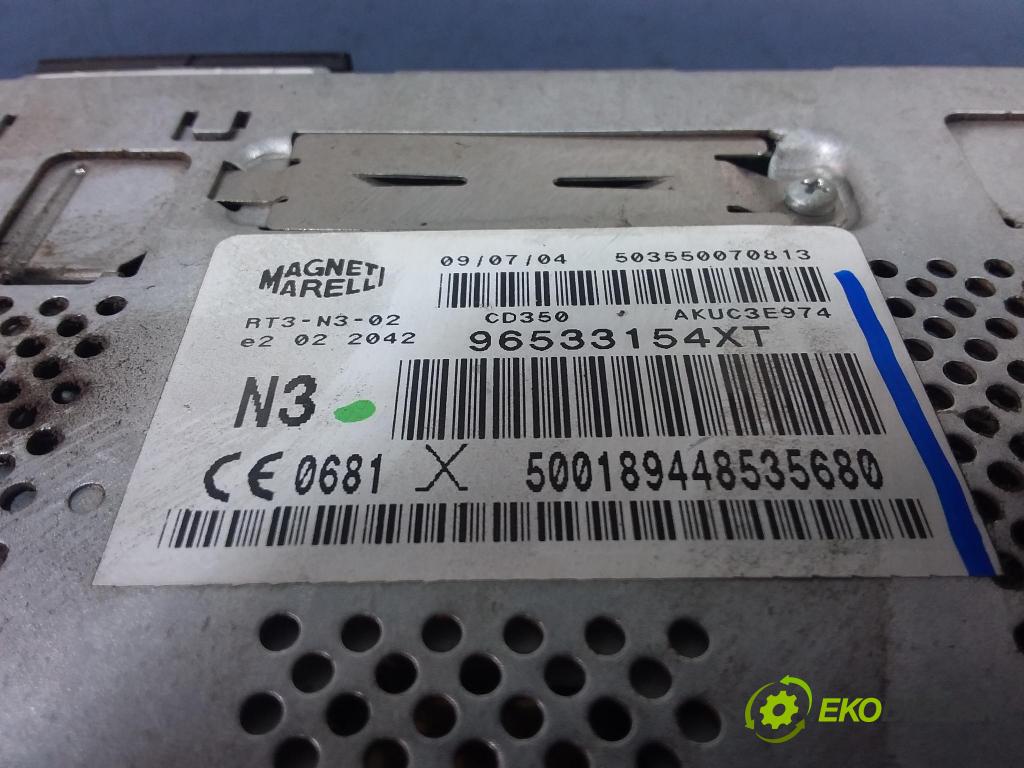 MAGNETI MARELLI
09/07/04 503550070813
RT3-N3-02 CD350 AKUC3E974
e2 02 2042 96533154XT
N3
CE 0681 X 500189448535680
EKO